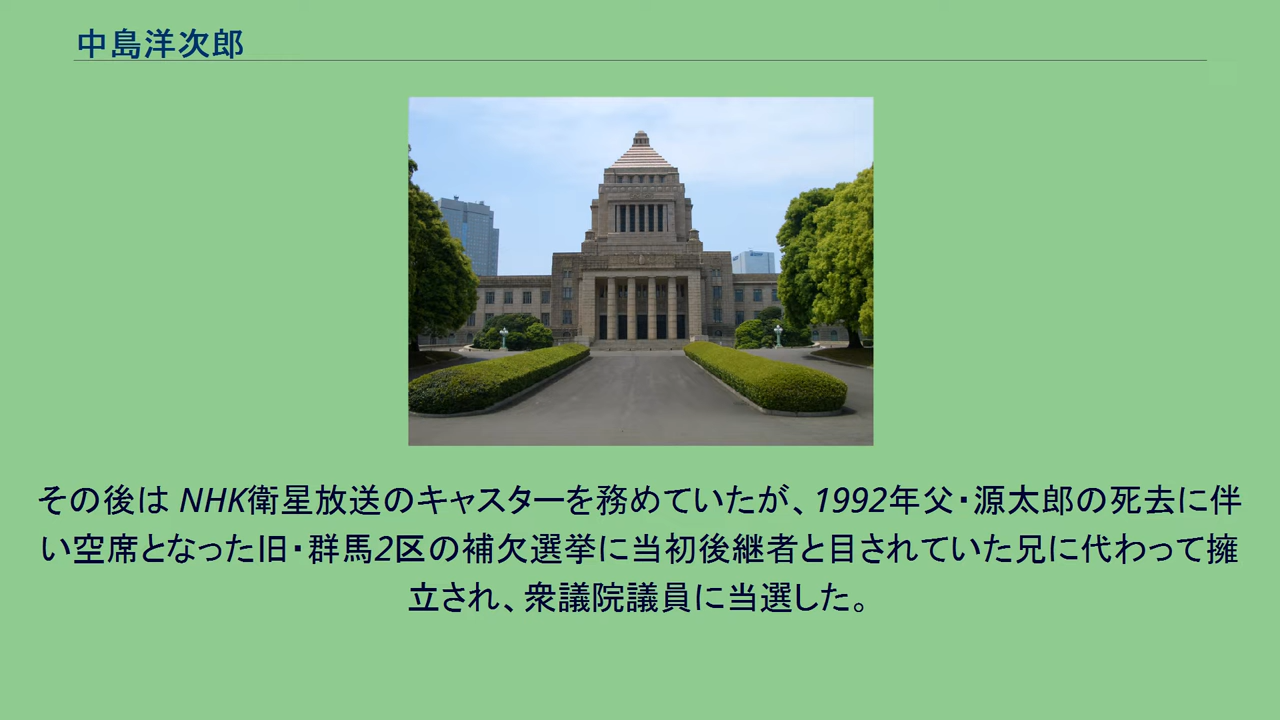 中島洋次郎
その後は NHK衛星放送のキャスターを務めていたが、1992年父・源太郎の死去に伴
い空席となった旧・群馬2区の補欠選挙に当初後継者と目されていた兄に代わって擁
立され、衆議院議員に当選した。